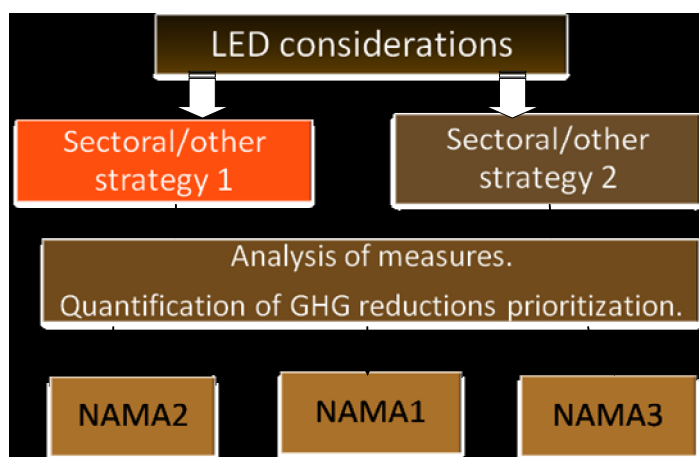 LED considerations
Sectoral/other
strategy 1
Sectoral/other
strategy 2
Analysis of measures.
Quantification of GHG reductions prioritization.
NAMA2
NAMA1
NAMA3